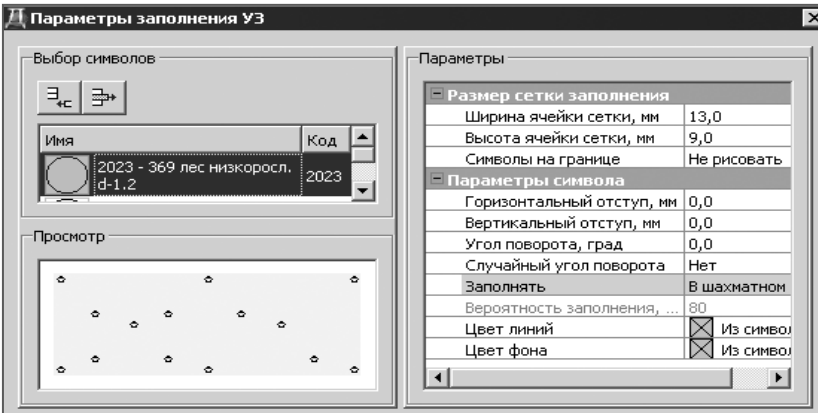 Параметры заполнения УЗ
Выбор символов
Имя Код
2023 - 369 лес низкоросл. 2023
d-1.2
Просмотр
Параметры
Размер сетки заполнения
Ширина ячейки сетки, мм 13,0
Высота ячейки сетки, мм 9,0
Символы на границе Не рисовать
Параметры символа
Горизонтальный отступ, мм 0,0
Вертикальный отступ, мм 0,0
Угол поворота, град 0,0
Случайный угол поворота Нет
Заполнять В шахматном
Вероятность заполнения, ... 80
Цвет линий Из символ
Цвет фона Из символ